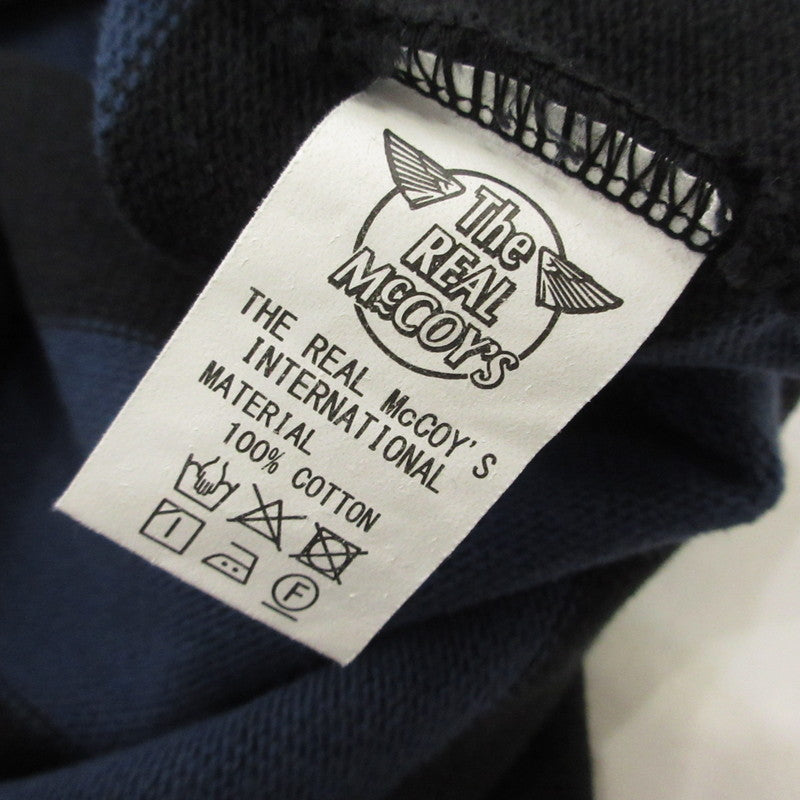 The
REAL
McCOY'S
THE REAL McCOY'S
INTERNATIONAL
MATERIAL
100% COTTON
F